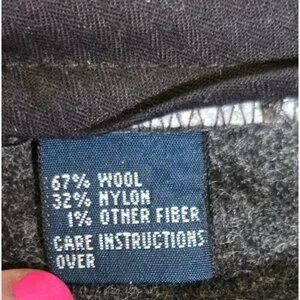 67% WOOL
32% NYLON
1% OTHER FIBER
CARE INSTRUCTIONS
OVER